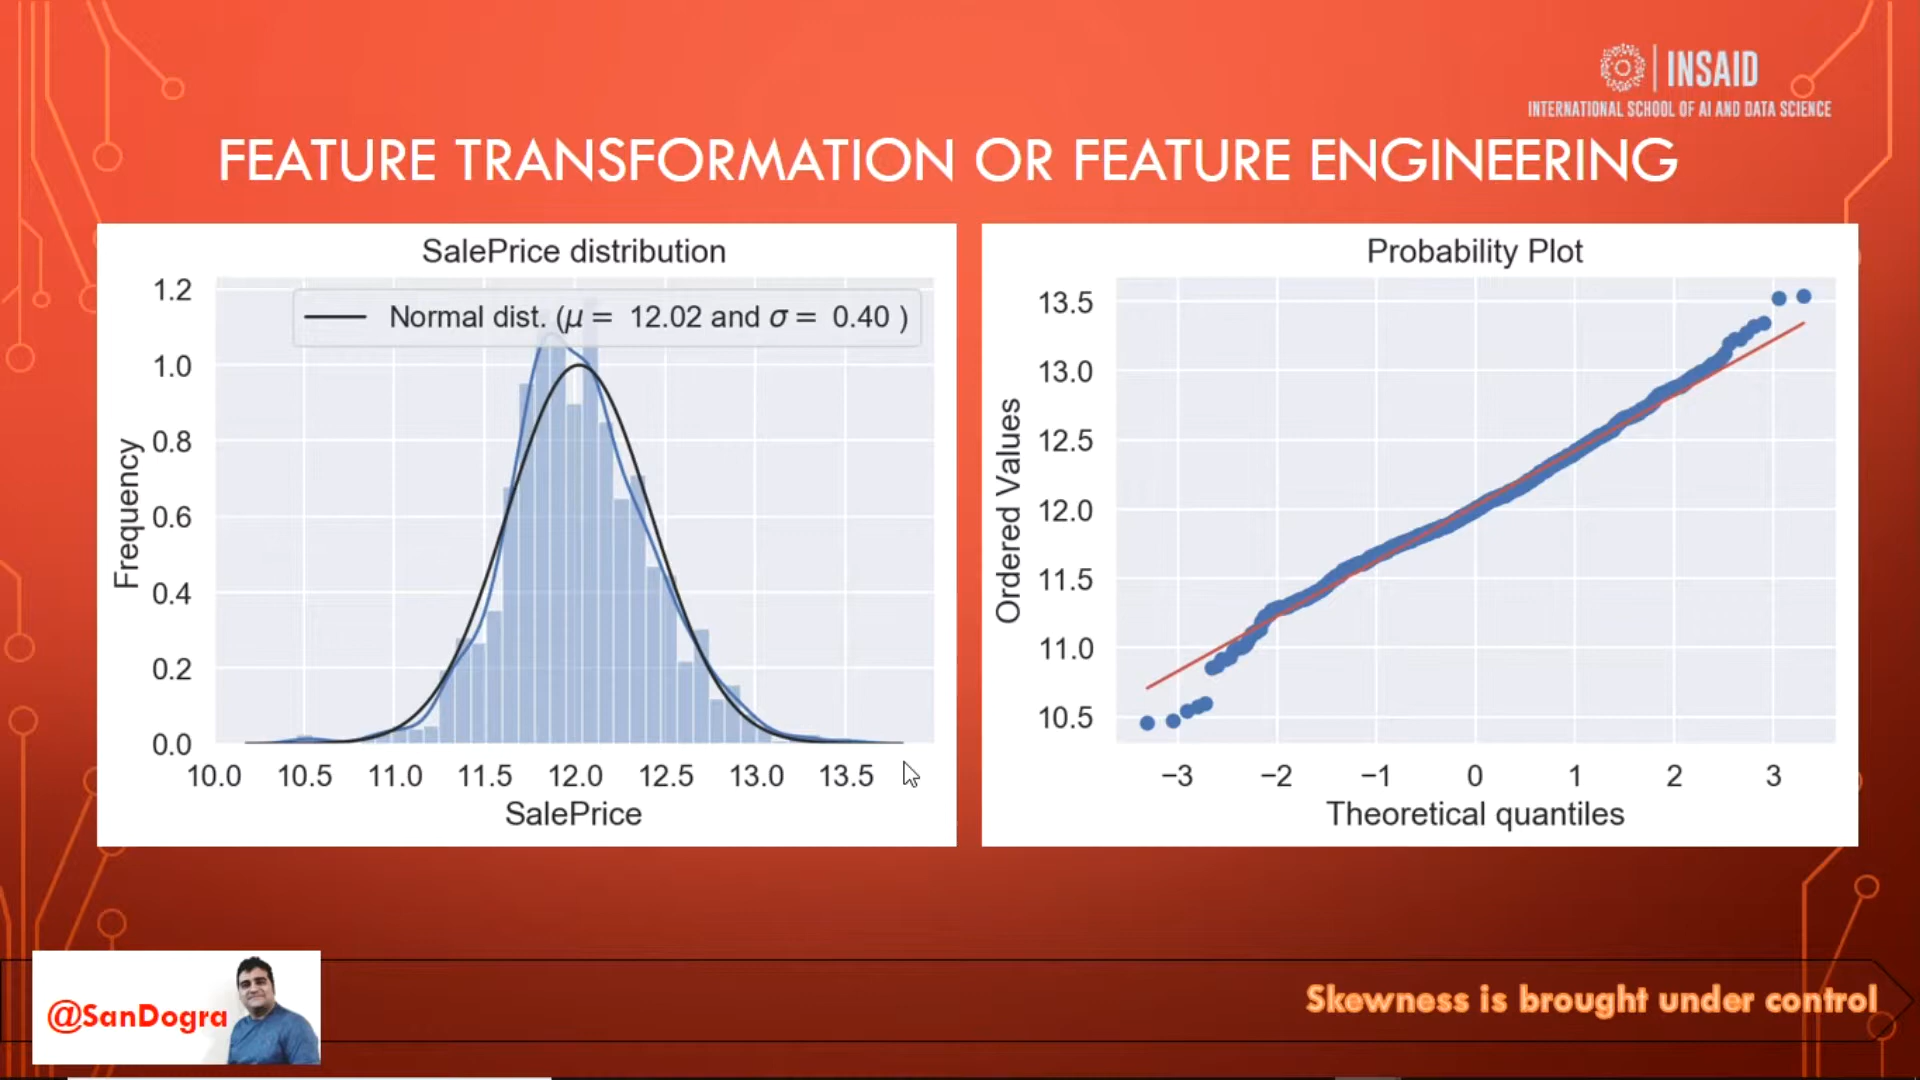 INSAID
INTERNATIONAL SCHOOL OF AI AND DATA SCIENCE
FEATURE TRANSFORMATION OR FEATURE ENGINEERING
SalePrice distribution
Normal dist. (μ = 12.02 and σ = 0.40 )
Frequency
1.2
1.0
0.8
0.6
0.4
0.2
0.0
10.0 10.5 11.0 11.5 12.0 12.5 13.0 13.5
SalePrice
Probability Plot
Ordered Values
13.5
13.0
12.5
12.0
11.5
11.0
10.5
−3 −2 −1 0 1 2 3
Theoretical quantiles
@SanDogra
Skewness is brought under control